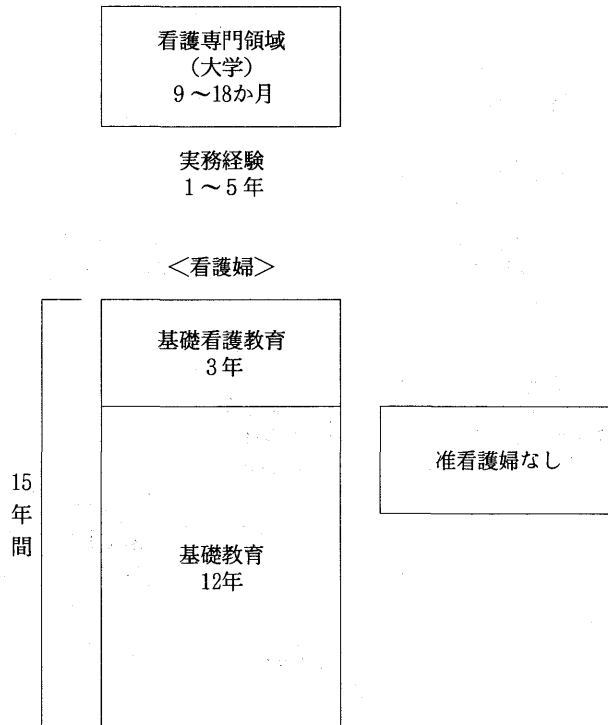 看護専門領域
(大学)
9~18か月
実務経験
1~5年
<看護婦>
基礎看護教育
3年
准看護婦なし
15
年
間
基礎教育
12年